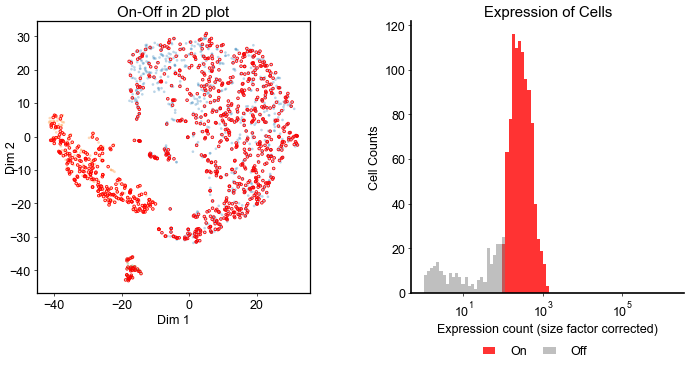 On-Off in 2D plot
Dim 2
30
20
10
0
−10
−20
−30
−40
−40 −20 0 20
Dim 1
Expression of Cells
Cell Counts
120
100
80
60
40
20
0
10^1 10^3 10^5
Expression count (size factor corrected)
On Off